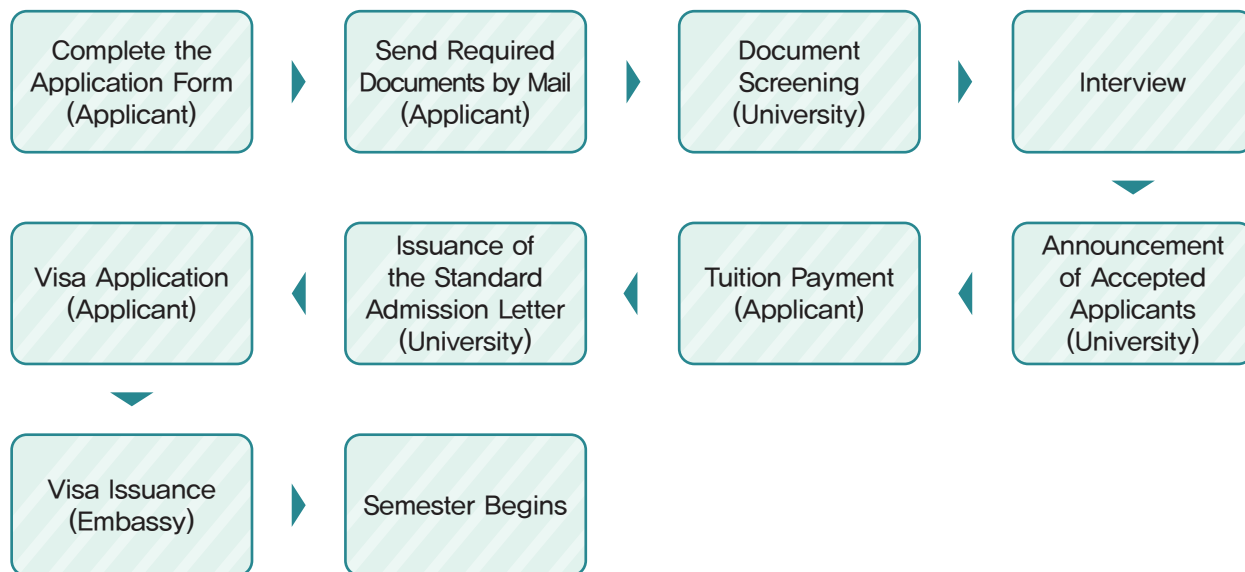 Complete the
Application Form
(Applicant)
Send Required
Documents by Mail
(Applicant)
Document
Screening
(University)
Interview
Announcement
of Accepted
Applicants
(University)
Tuition Payment
(Applicant)
Issuance of
the Standard
Admission Letter
(University)
Visa Application
(Applicant)
Visa Issuance
(Embassy)
Semester Begins